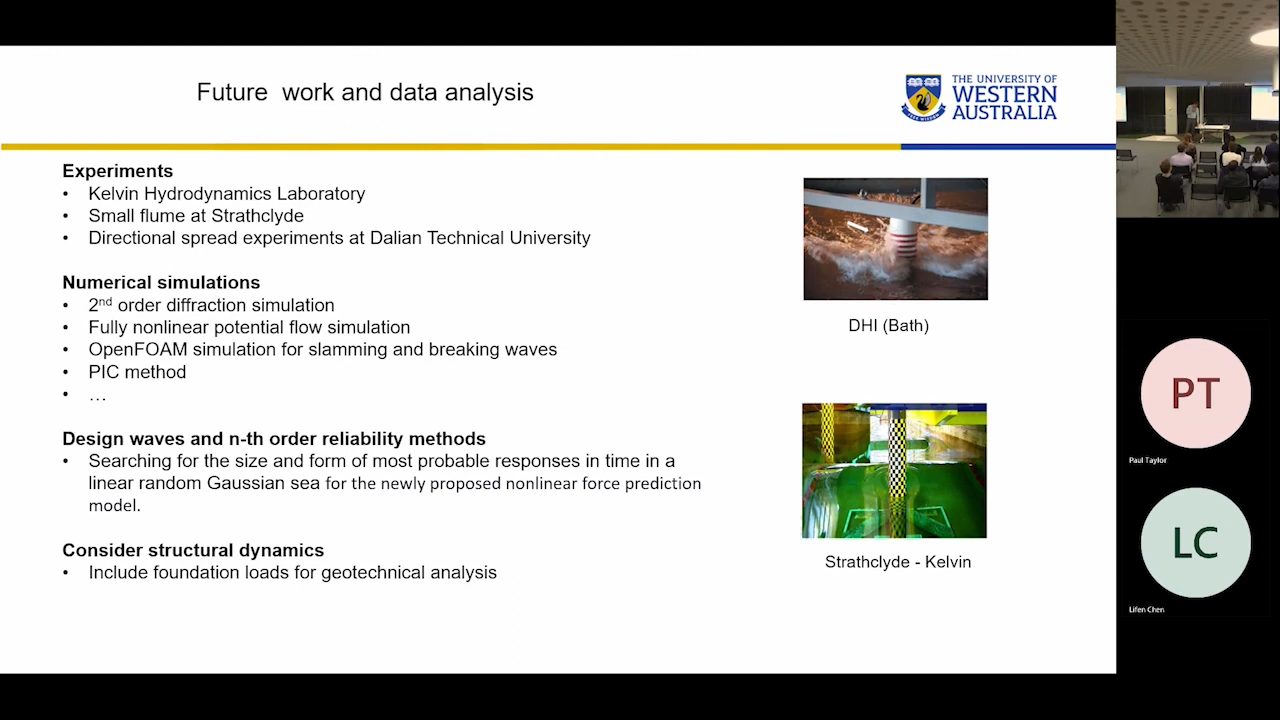 Future work and data analysis
THE UNIVERSITY OF
WESTERN
AUSTRALIA
Experiments
• Kelvin Hydrodynamics Laboratory
• Small flume at Strathclyde
• Directional spread experiments at Dalian Technical University
Numerical simulations
• 2nd order diffraction simulation
• Fully nonlinear potential flow simulation
• OpenFOAM simulation for slamming and breaking waves
• PIC method
• …
Design waves and n-th order reliability methods
• Searching for the size and form of most probable responses in time in a
linear random Gaussian sea for the newly proposed nonlinear force prediction
model.
Consider structural dynamics
• Include foundation loads for geotechnical analysis
DHI (Bath)
Strathclyde - Kelvin
PT
Paul Taylor
LC
Lifen Chen